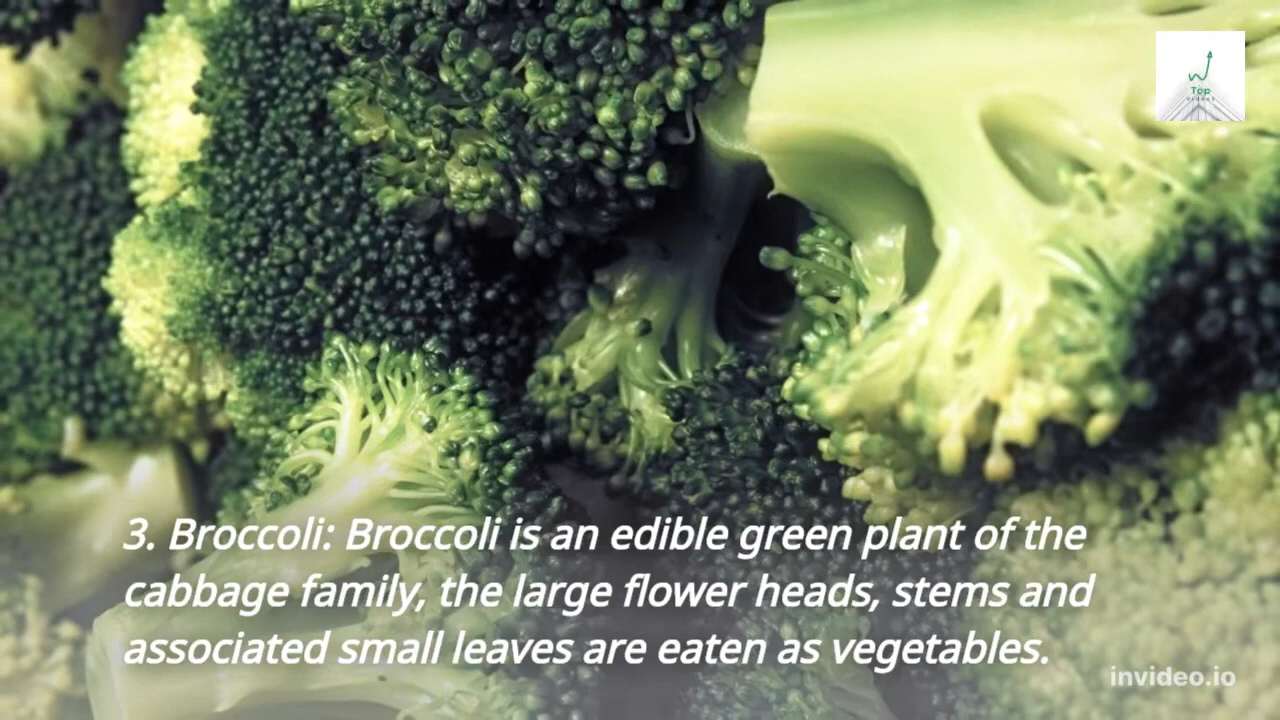 Top
3. Broccoli: Broccoli is an edible green plant of the
cabbage family, the large flower heads, stems and
associated small leaves are eaten as vegetables.
invideo.io